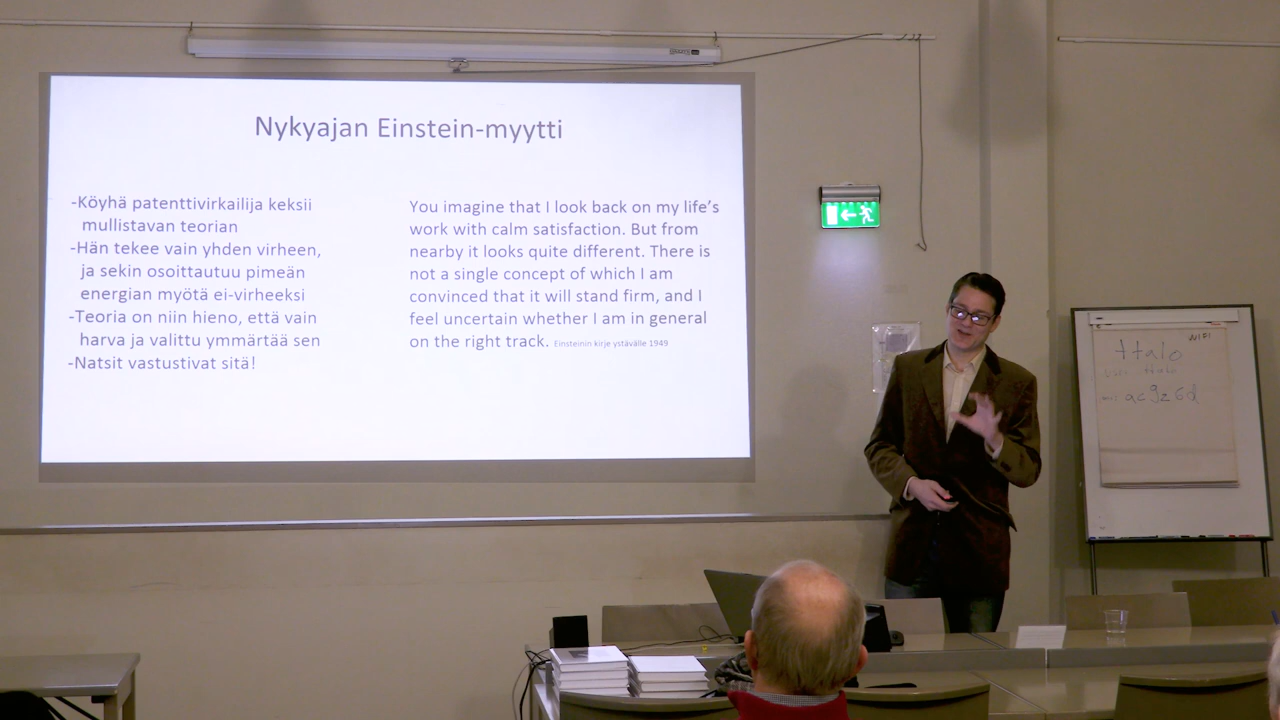 Nykyajan Einstein-myytti
-Köyhä patenttivirkailija keksii
mullistavan teorian
-Hän tekee vain yhden virheen,
ja sekin osoittautuu pimeän
energian myötä ei-virheeksi
-Teoria on niin hieno, että vain
harva ja valittu ymmärtää sen
-Natsit vastustivat sitä!
You imagine that I look back on my life's
work with calm satisfaction. But from
nearby it looks quite different. There is
not a single concept of which I am
convinced that it will stand firm, and I
feel uncertain whether I am in general
on the right track. Einsteinin kirje ystävälle 1949
WIFI
Htalo
ac9z6d